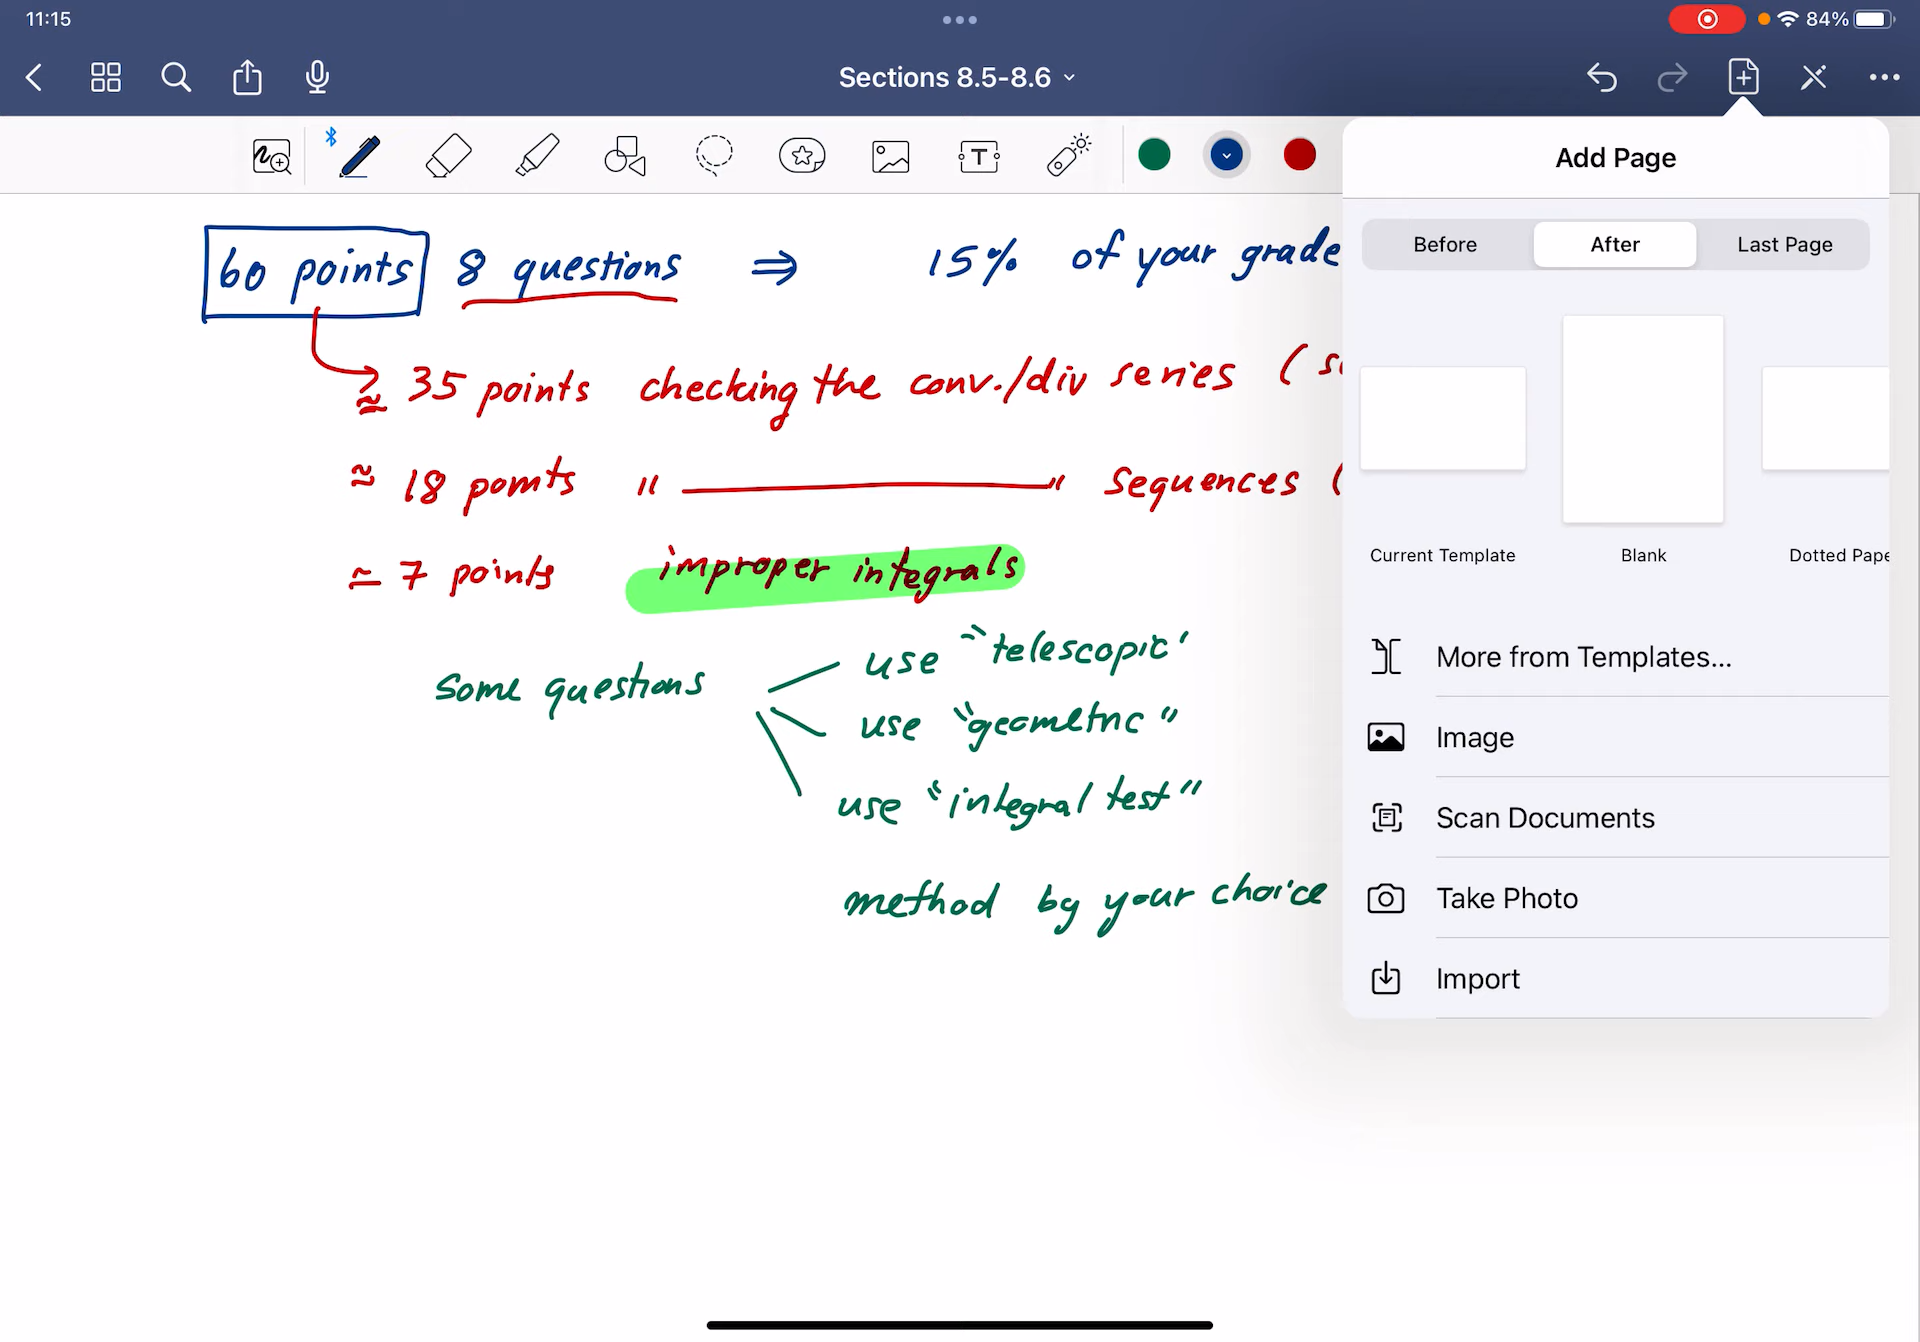 11:15
84%
Sections 8.5-8.6
Add Page
Before After Last Page
60 points 8 questions ⇒ 15% of your grade
≈ 35 points checking the conv./div series (
≈ 18 points " ——— " sequences (
≃ 7 points improper integrals
Some questions
use "telescopic'
use "geometric"
use "integral test"
method by your choice
T
Current Template Blank Dotted Pape
More from Templates...
Image
Scan Documents
Take Photo
Import